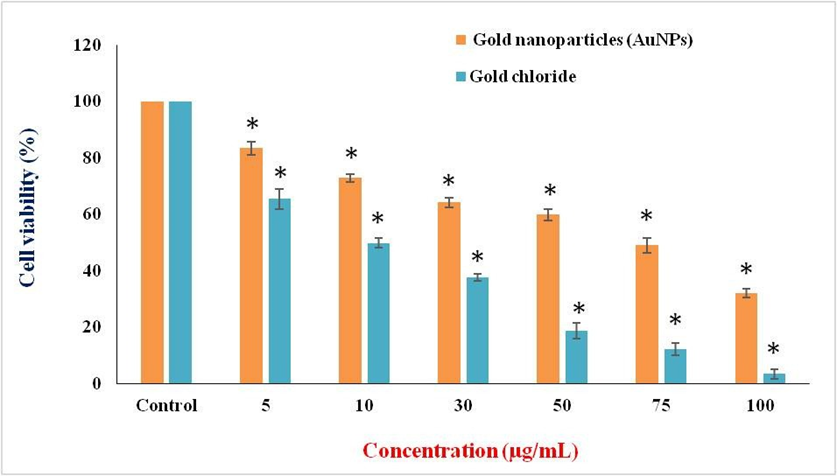 120
100
80
60
40
20
0
Cell viability (%)
Gold nanoparticles (AuNPs)
Gold chloride
* * * * * * * * * * * *
Control 5 10 30 50 75 100
Concentration (µg/mL)